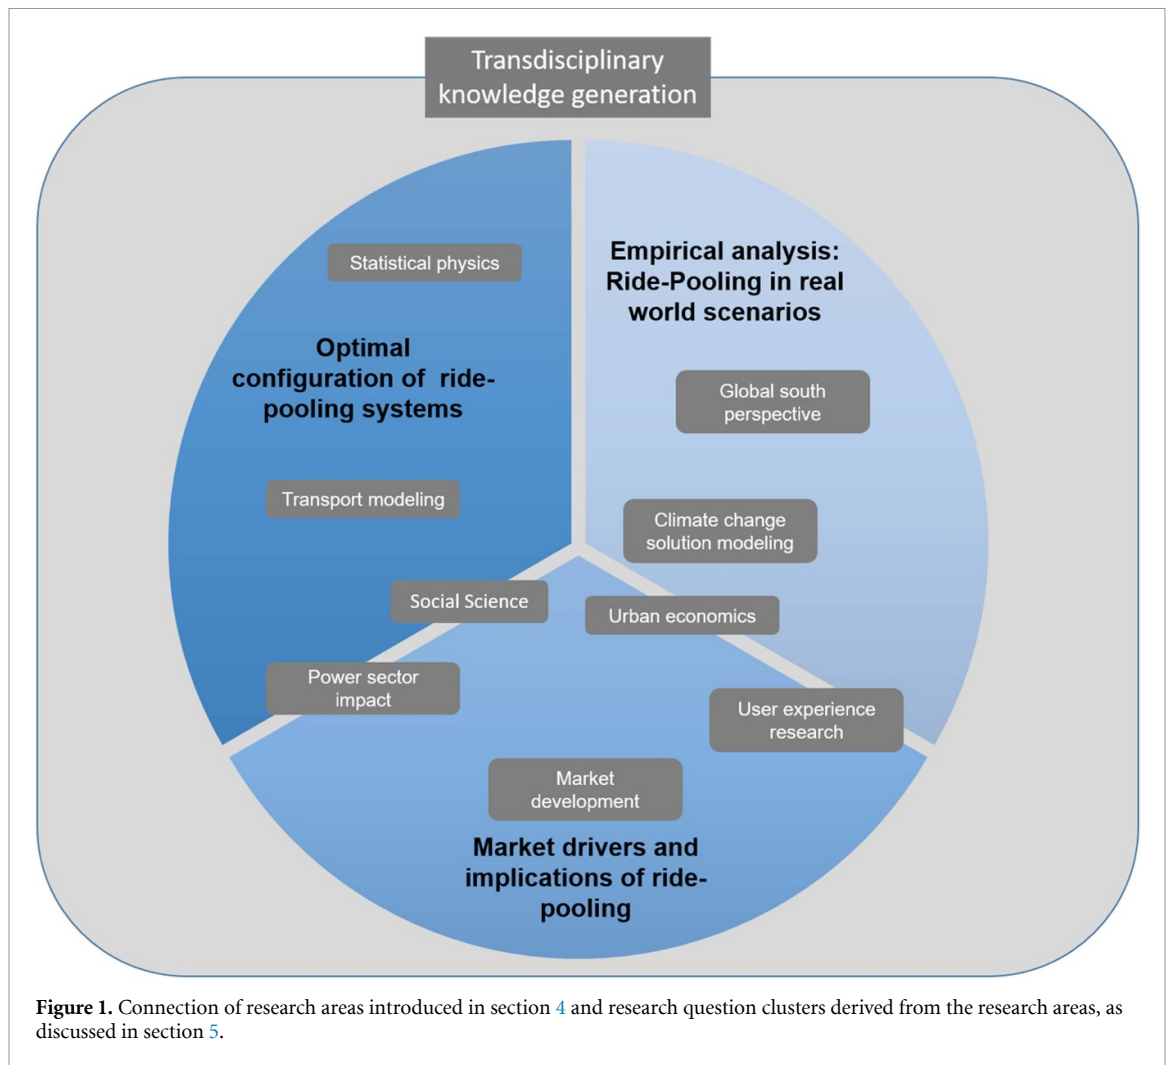 Transdisciplinary
knowledge generation
Statistical physics
Optimal
configuration of ride-
pooling systems
Transport modeling
Empirical analysis:
Ride-Pooling in real
world scenarios
Global south
perspective
Climate change
solution modeling
Social Science
Urban economics
Power sector
impact
User experience
research
Market
development
Market drivers and
implications of ride-
pooling
Figure 1. Connection of research areas introduced in section 4 and research question clusters derived from the research areas, as
discussed in section 5.